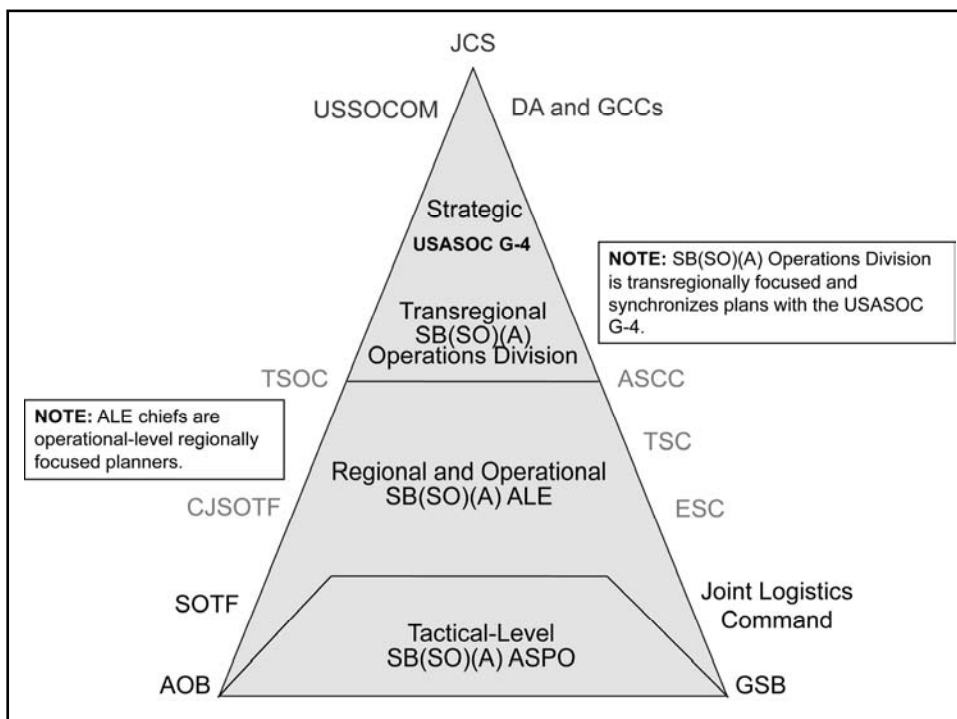 JCS
USSOCOM
DA and GCCs
Strategic
USASOC G-4
NOTE: SB(SO)(A) Operations Division
is transregionally focused and
synchronizes plans with the USASOC
G-4.
Transregional
SB(SO)(A)
Operations Division
TSOC
ASCC
NOTE: ALE chiefs are
operational-level regionally
focused planners.
TSC
Regional and Operational
SB(SO)(A) ALE
CJSOTF
ESC
SOTF
Joint Logistics
Command
Tactical-Level
SB(SO)(A) ASPO
AOB
GSB